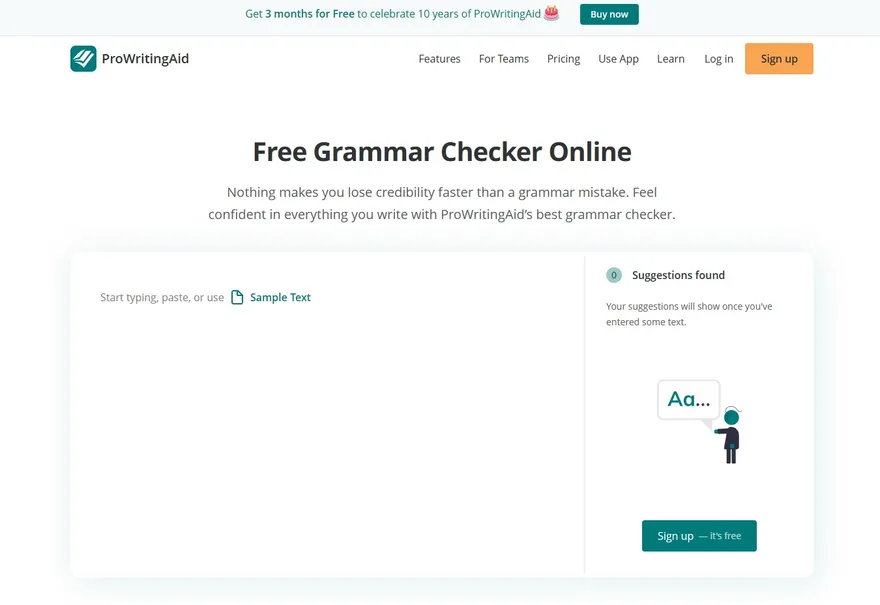 Get 3 months for Free to celebrate 10 years of ProWritingAid
Buy now
ProWritingAid
Features
For Teams
Pricing
Use App
Learn
Log in
Sign up
Free Grammar Checker Online
Nothing makes you lose credibility faster than a grammar mistake. Feel
confident in everything you write with ProWritingAid’s best grammar checker.
Start typing, paste, or use Sample Text
0 Suggestions found
Your suggestions will show once you've
entered some text.
Aa...
Sign up — it's free